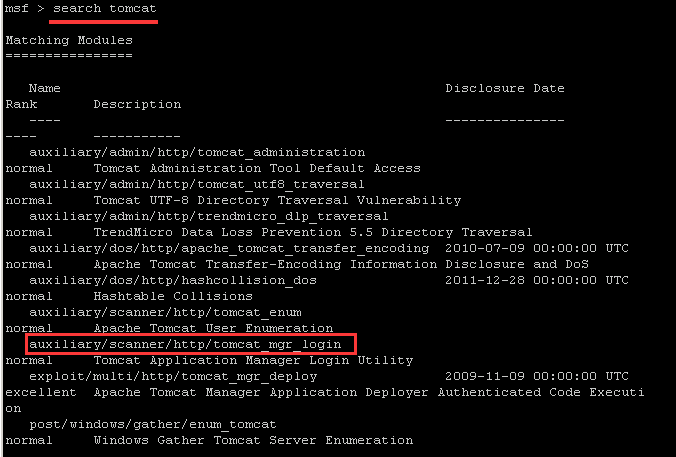 msf > search tomcat
Matching Modules
================
Name Disclosure Date
Rank Description
---- ---------------
---- -----------
auxiliary/admin/http/tomcat_administration
normal Tomcat Administration Tool Default Access
auxiliary/admin/http/tomcat_utf8_traversal
normal Tomcat UTF-8 Directory Traversal Vulnerability
auxiliary/admin/http/trendmicro_dlp_traversal
normal TrendMicro Data Loss Prevention 5.5 Directory Traversal
auxiliary/dos/http/apache_tomcat_transfer_encoding 2010-07-09 00:00:00 UTC
normal Apache Tomcat Transfer-Encoding Information Disclosure and DoS
auxiliary/dos/http/hashcollision_dos 2011-12-28 00:00:00 UTC
normal Hashtable Collisions
auxiliary/scanner/http/tomcat_enum
normal Apache Tomcat User Enumeration
auxiliary/scanner/http/tomcat_mgr_login
normal Tomcat Application Manager Login Utility
exploit/multi/http/tomcat_mgr_deploy 2009-11-09 00:00:00 UTC
excellent Apache Tomcat Manager Application Deployer Authenticated Code Executi
on
post/windows/gather/enum_tomcat
normal Windows Gather Tomcat Server Enumeration